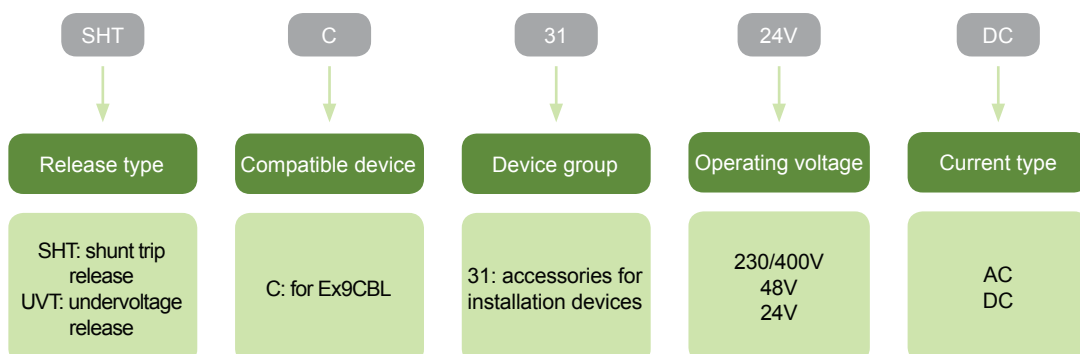 SHT
C
31
24V
DC
Release type
Compatible device
Device group
Operating voltage
Current type
SHT: shunt trip
release
UVT: undervoltage
release
C: for Ex9CBL
31: accessories for
installation devices
230/400V
48V
24V
AC
DC